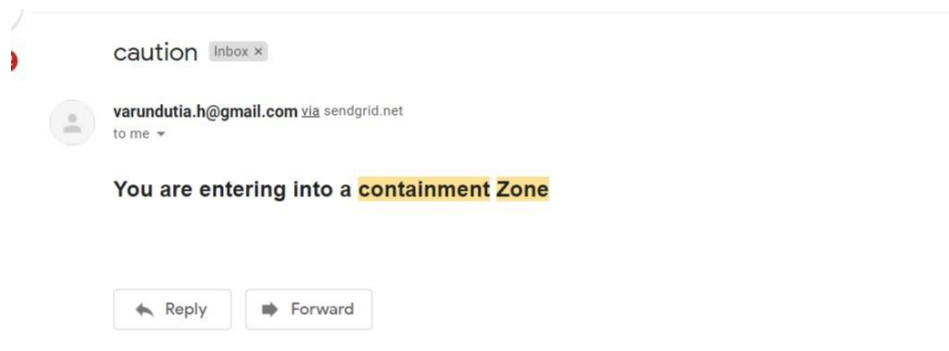 caution Inbox ×
varundutia.h@gmail.com via sendgrid.net
to me
You are entering into a containment Zone
Reply Forward